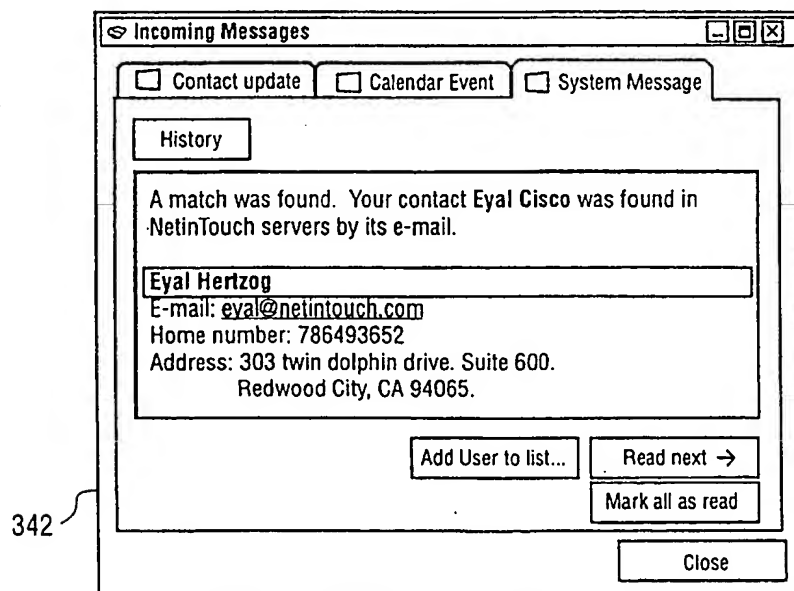 Incoming Messages
Contact update
Calendar Event
System Message
History
A match was found. Your contact Eyal Cisco was found in
NetinTouch servers by its e-mail.
Eyal Hertzog
E-mail: eyal@netintouch.com
Home number: 786493652
Address: 303 twin dolphin drive. Suite 600.
Redwood City, CA 94065.
Add User to list...
Read next →
Mark all as read
342
Close